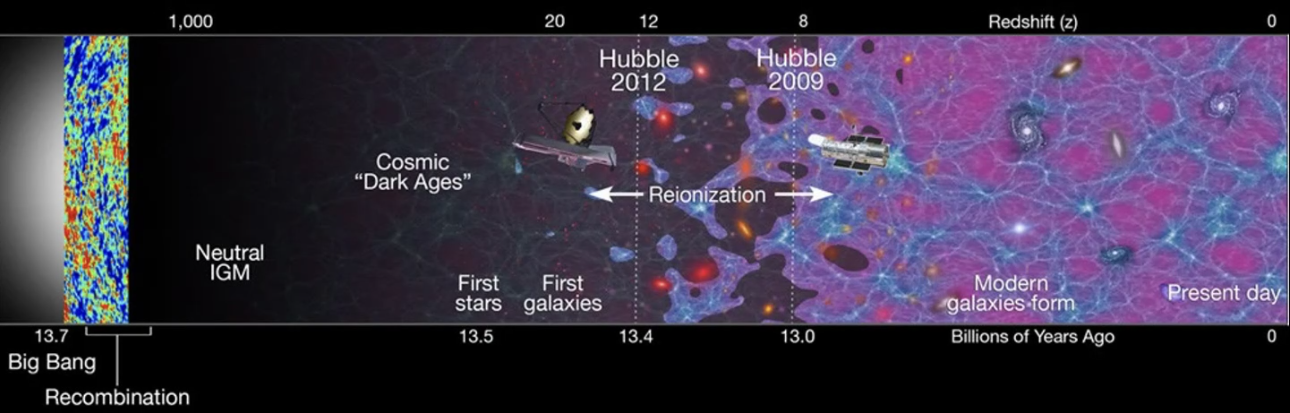 1,000 20 12 8 Redshift (z) 0
Hubble
2012
Hubble
2009
Cosmic
“Dark Ages”
Reionization
Neutral
IGM
First
stars
First
galaxies
Modern
galaxies form
Present day
13.7 13.5 13.4 13.0 Billions of Years Ago 0
Big Bang
Recombination